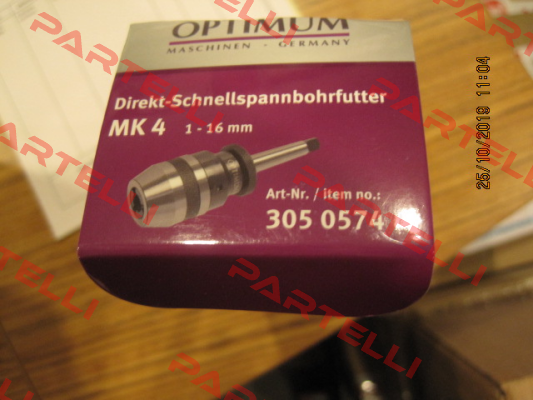 OPTIMUM
MASCHINEN - GERMANY
Direkt-Schnellspannbohrfutter
MK 4 1 - 16 mm
Art-Nr. / item no.:
305 0574
25/10/2019 11:04
PARTELLI
PARTELLI
PARTELLI
PARTELLI
PARTELLI
PARTELLI